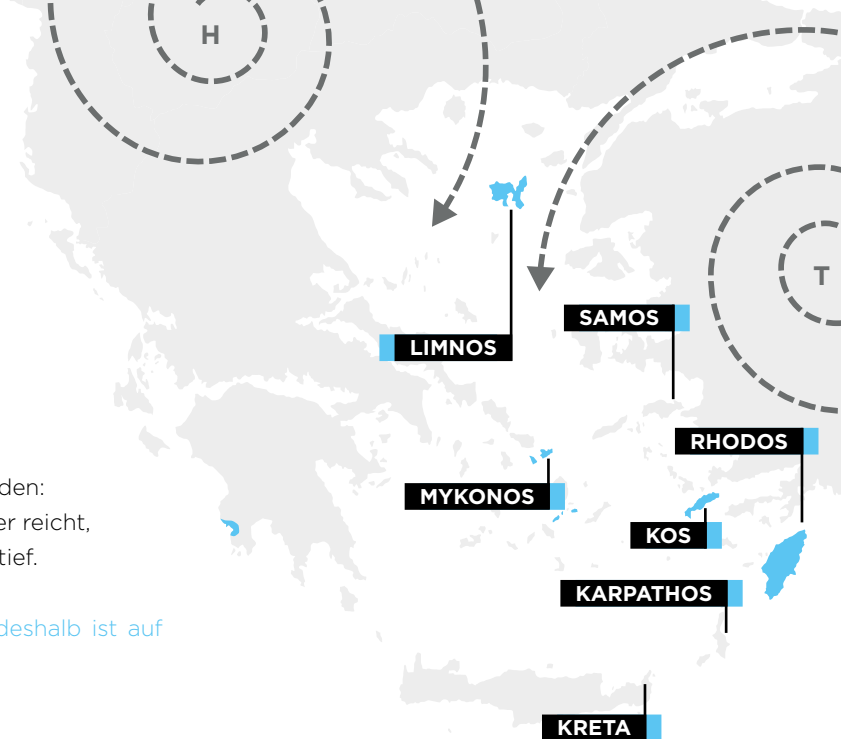 H
T
SAMOS
LIMNOS
RHODOS
MYKONOS
KOS
KARPATHOS
KRETA
den:
er reicht,
tief.
deshalb ist auf